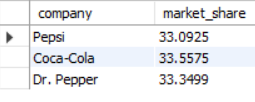 company market_share
Pepsi 33.0925
Coca-Cola 33.5575
Dr. Pepper 33.3499